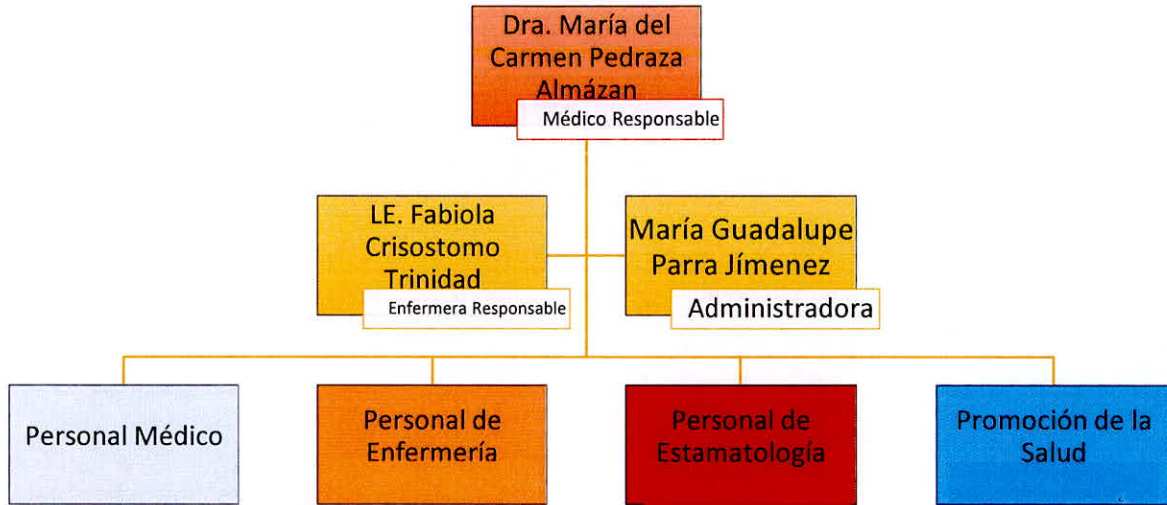 Dra. María del
Carmen Pedraza
Almázan
Médico Responsable
LE. Fabiola
Crisostomo
Trinidad
Enfermera Responsable
María Guadalupe
Parra Jímenez
Administradora
Personal Médico
Personal de
Enfermería
Personal de
Estamatología
Promoción de la
Salud